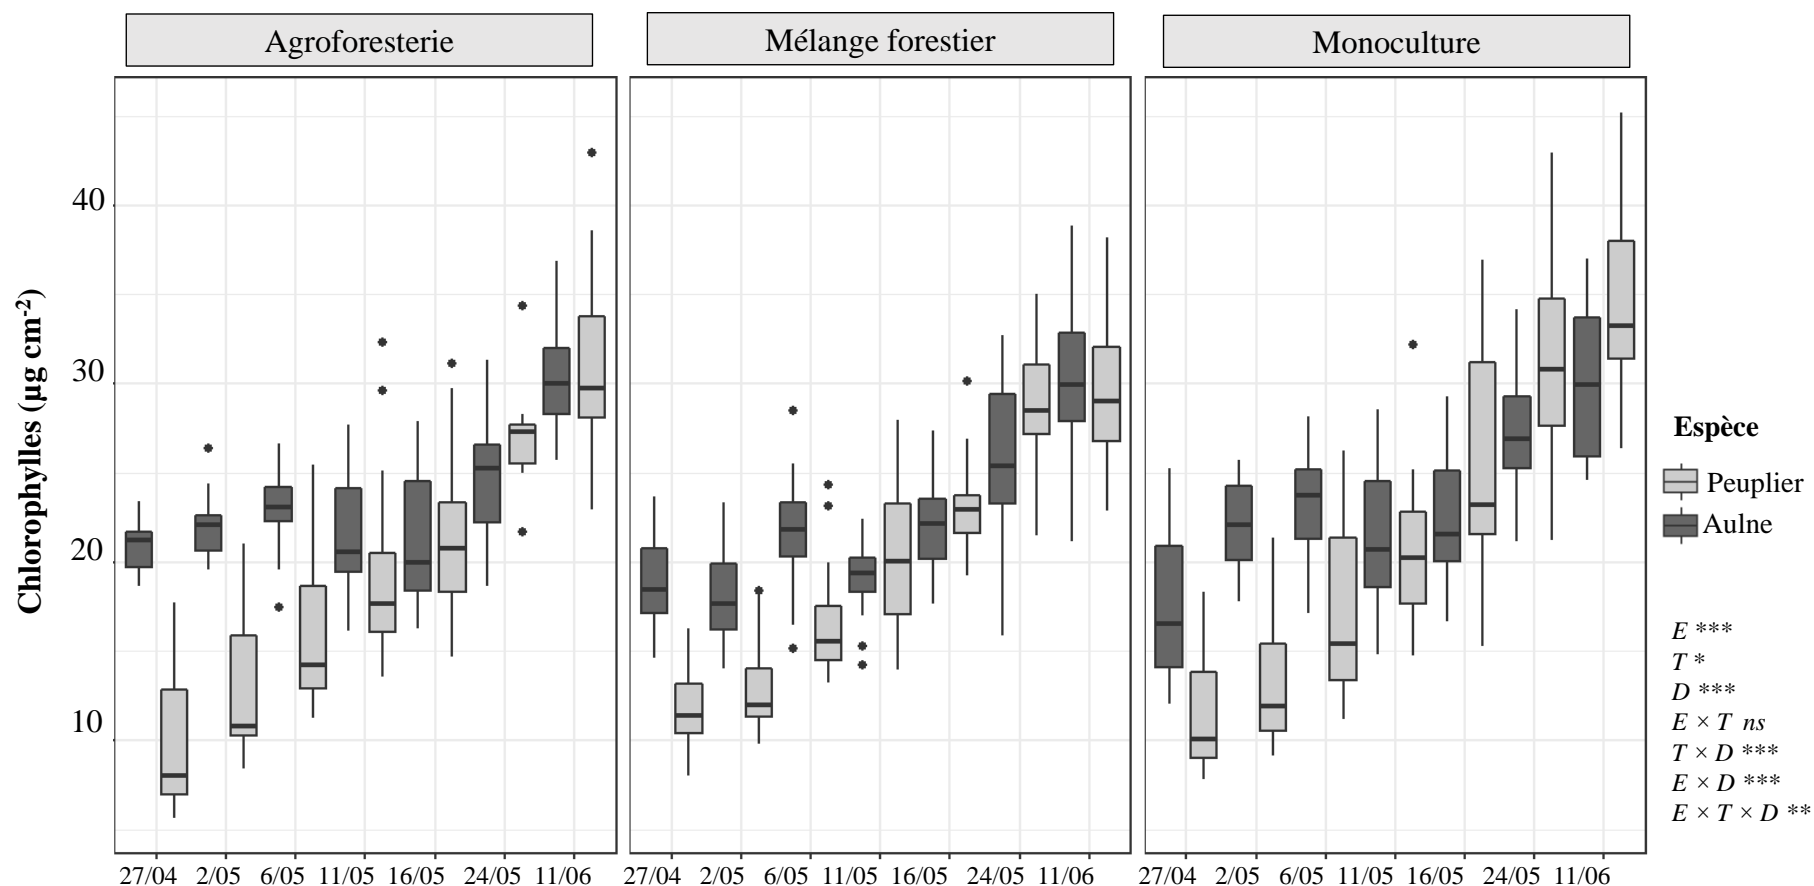 Agroforesterie
Mélange forestier
Monoculture
Chlorophylles (µg cm-2)
40
30
20
10
27/04 2/05 6/05 11/05 16/05 24/05 11/06
27/04 2/05 6/05 11/05 16/05 24/05 11/06
27/04 2/05 6/05 11/05 16/05 24/05 11/06
Espèce
Peuplier
Aulne
E ***
T *
D ***
E × T ns
T × D ***
E × D ***
E × T × D **